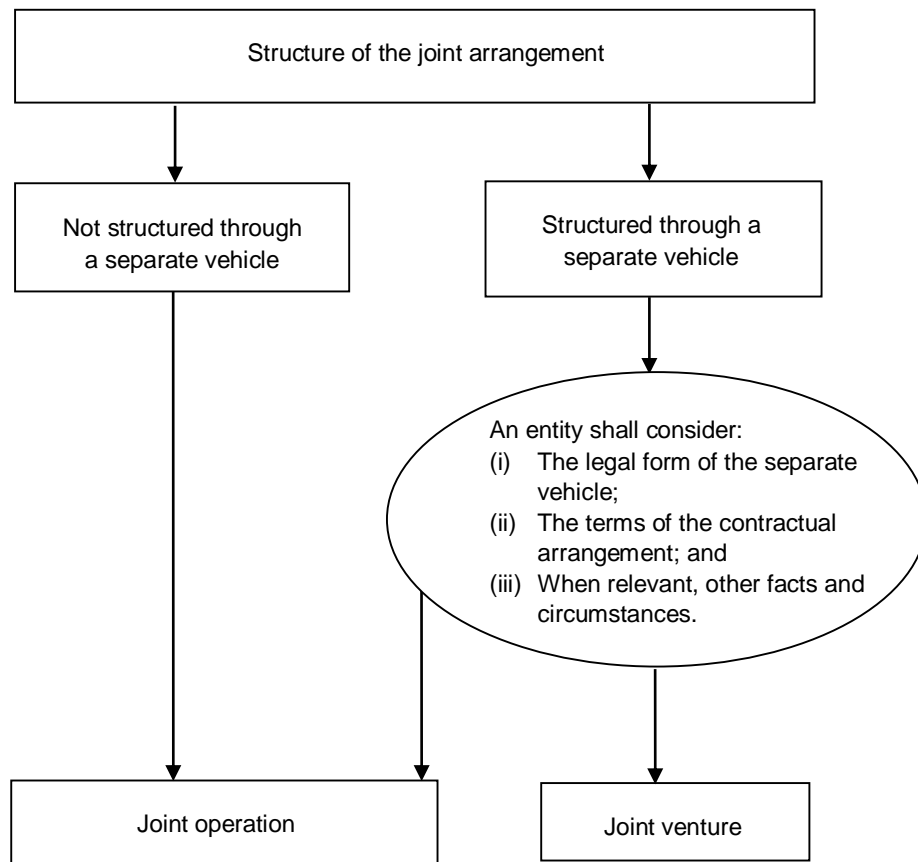 Structure of the joint arrangement
Not structured through
a separate vehicle
Structured through a
separate vehicle
An entity shall consider:
(i) The legal form of the separate
vehicle;
(ii) The terms of the contractual
arrangement; and
(iii) When relevant, other facts and
circumstances.
Joint operation
Joint venture